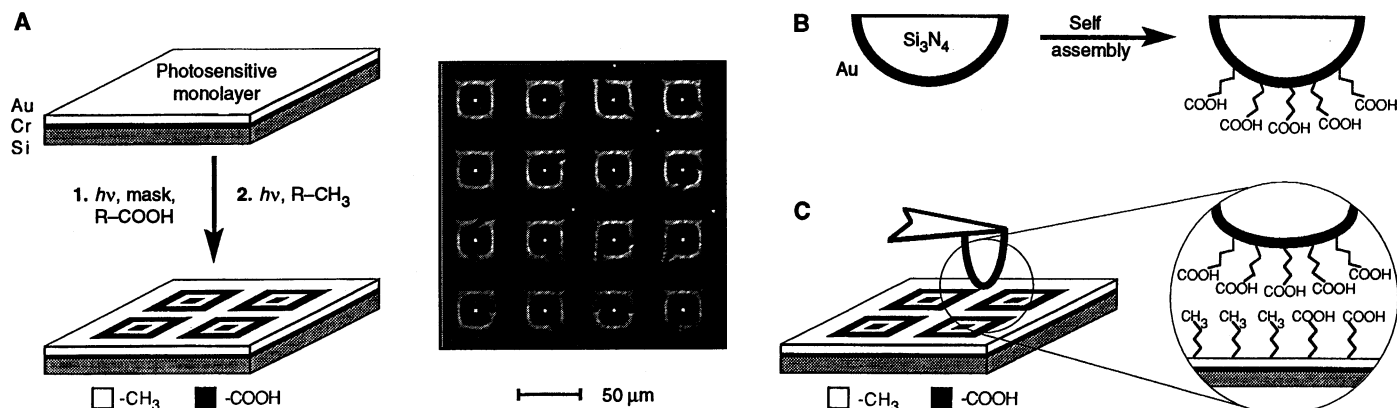 A
Photosensitive
monolayer
Au
Cr
Si
1. hν, mask,
R–COOH
2. hν, R–CH₃
-CH₃ -COOH
50 μm
B
Si₃N₄
Au
Self
assembly
COOH
COOH
COOH
COOH
COOH
C
COOH
COOH
COOH
COOH
COOH
CH₃ CH₃ CH₃ COOH COOH
-CH₃ -COOH